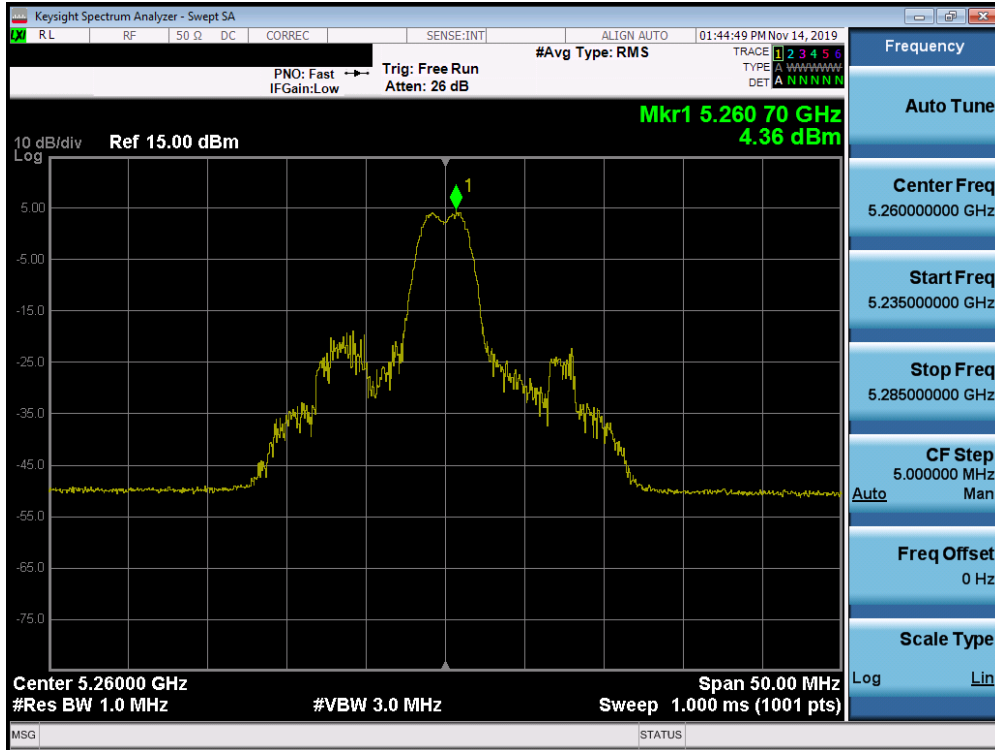 Keysight Spectrum Analyzer - Swept SA
LXI RL RF 50 Ω DC CORREC SENSE:INT ALIGN AUTO 01:44:49 PM Nov 14, 2019
Frequency
#Avg Type: RMS
TRACE 1 2 3 4 5 6
PNO: Fast Trig: Free Run
TYPE A WWWWW
IFGain:Low Atten: 26 dB
DET A N N N N N
Auto Tune
Mkr1 5.260 70 GHz
4.36 dBm
10 dB/div Ref 15.00 dBm
Log
1
5.00
-5.00
-15.0
-25.0
-35.0
-45.0
-55.0
-65.0
-75.0
Center Freq
5.260000000 GHz
Start Freq
5.235000000 GHz
Stop Freq
5.285000000 GHz
CF Step
5.000000 MHz
Auto Man
Freq Offset
0 Hz
Scale Type
Log Lin
Center 5.26000 GHz Span 50.00 MHz
#Res BW 1.0 MHz #VBW 3.0 MHz Sweep 1.000 ms (1001 pts)
MSG STATUS